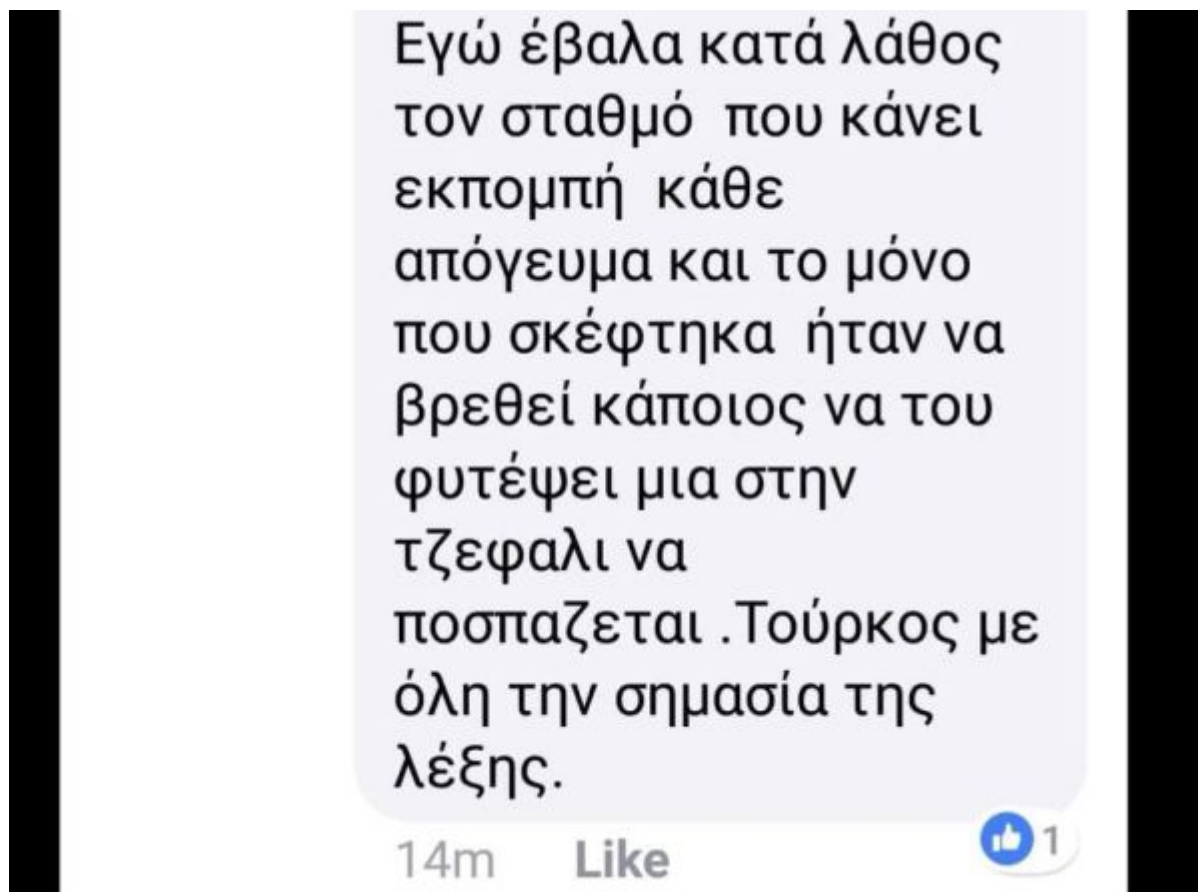 Εγώ έβαλα κατά λάθος
τον σταθμό που κάνει
εκπομπή κάθε
απόγευμα και το μόνο
που σκέφτηκα ήταν να
βρεθεί κάποιος να του
φυτέψει μια στην
τζεφαλι να
ποσπαζεται .Τούρκος με
όλη την σημασία της
λέξης.
14m Like 1